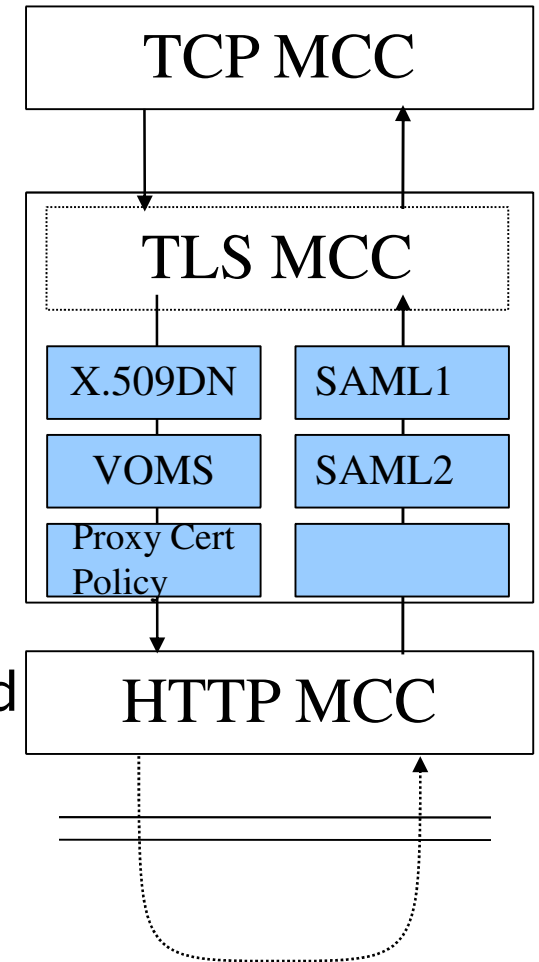 TCP MCC
TLS MCC
X.509DN
SAML1
VOMS
SAML2
Proxy Cert
Policy
d
HTTP MCC